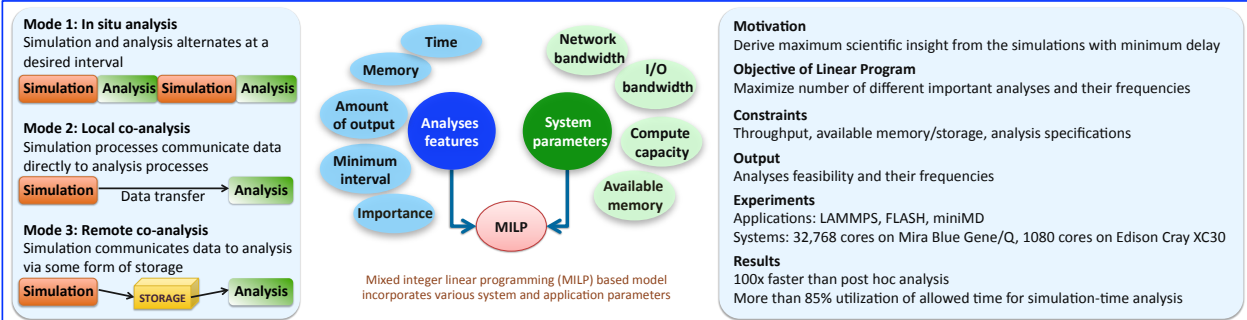 Mode 1: In situ analysis
Simulation and analysis alternates at a
desired interval
Simulation Analysis Simulation Analysis
Mode 2: Local co-analysis
Simulation processes communicate data
directly to analysis processes
Simulation Analysis
Data transfer
Mode 3: Remote co-analysis
Simulation communicates data to analysis
via some form of storage
Simulation STORAGE Analysis
Time
Memory
Amount
of output
Minimum
interval
Importance
Analyses
features
Network
bandwidth
I/O
bandwidth
Compute
capacity
Available
memory
System
parameters
MILP
Mixed integer linear programming (MILP) based model
incorporates various system and application parameters
Motivation
Derive maximum scientific insight from the simulations with minimum delay
Objective of Linear Program
Maximize number of different important analyses and their frequencies
Constraints
Throughput, available memory/storage, analysis specifications
Output
Analyses feasibility and their frequencies
Experiments
Applications: LAMMPS, FLASH, miniMD
Systems: 32,768 cores on Mira Blue Gene/Q, 1080 cores on Edison Cray XC30
Results
100x faster than post hoc analysis
More than 85% utilization of allowed time for simulation-time analysis